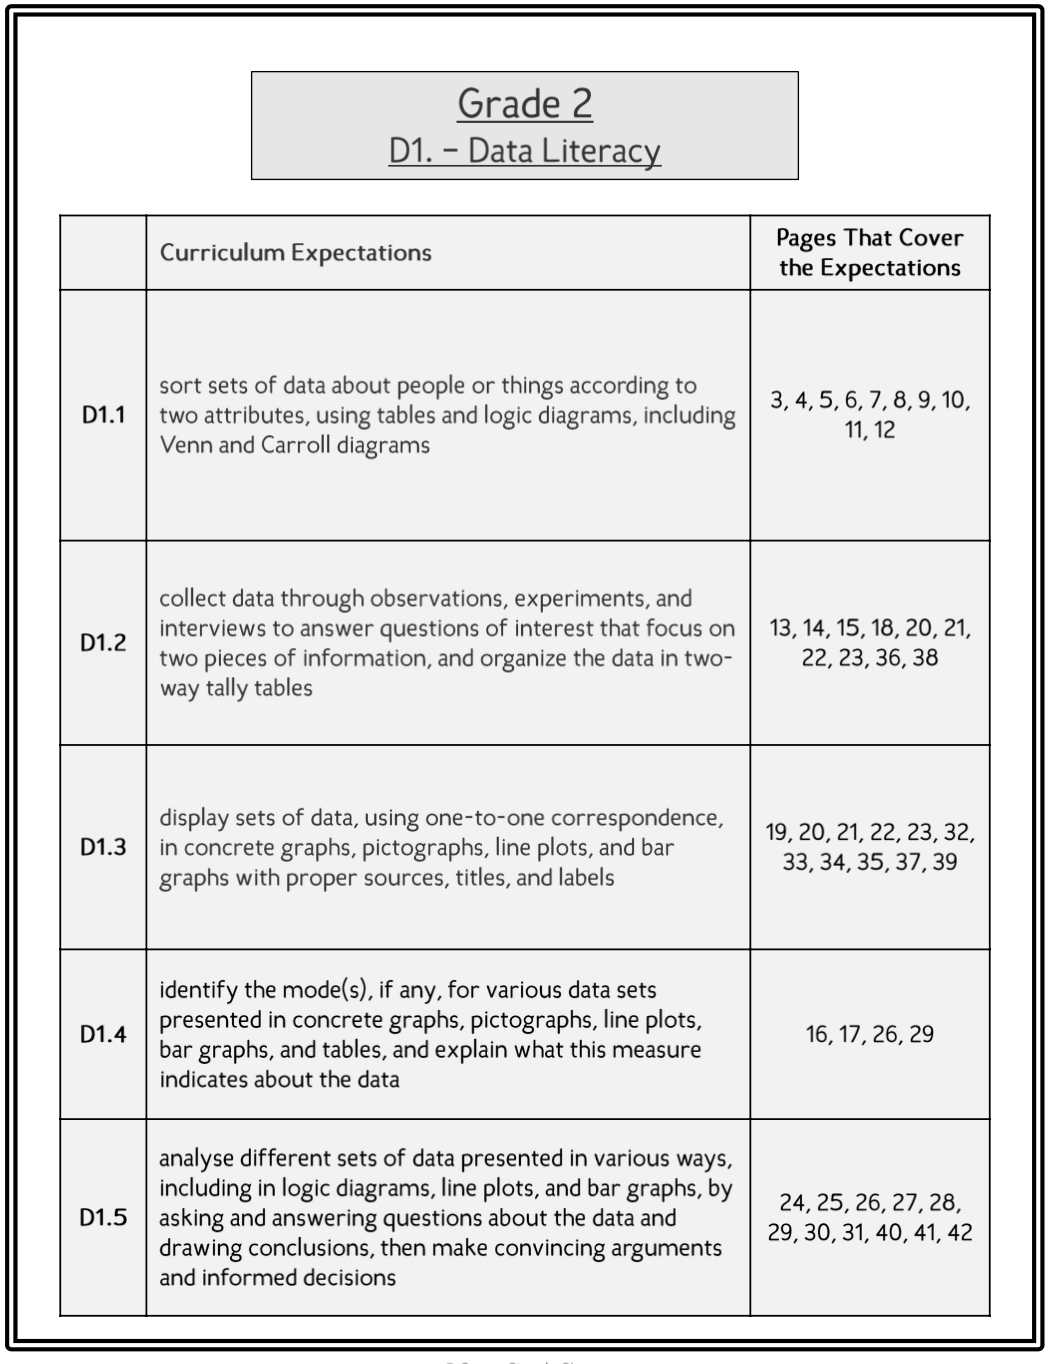 Grade 2
D1. – Data Literacy
Curriculum Expectations
Pages That Cover
the Expectations
D1.1
sort sets of data about people or things according to
two attributes, using tables and logic diagrams, including
Venn and Carroll diagrams
3, 4, 5, 6, 7, 8, 9, 10,
11, 12
D1.2
collect data through observations, experiments, and
interviews to answer questions of interest that focus on
two pieces of information, and organize the data in two-
way tally tables
13, 14, 15, 18, 20, 21,
22, 23, 36, 38
D1.3
display sets of data, using one-to-one correspondence,
in concrete graphs, pictographs, line plots, and bar
graphs with proper sources, titles, and labels
19, 20, 21, 22, 23, 32,
33, 34, 35, 37, 39
D1.4
identify the mode(s), if any, for various data sets
presented in concrete graphs, pictographs, line plots,
bar graphs, and tables, and explain what this measure
indicates about the data
16, 17, 26, 29
D1.5
analyse different sets of data presented in various ways,
including in logic diagrams, line plots, and bar graphs, by
asking and answering questions about the data and
drawing conclusions, then make convincing arguments
and informed decisions
24, 25, 26, 27, 28,
29, 30, 31, 40, 41, 42